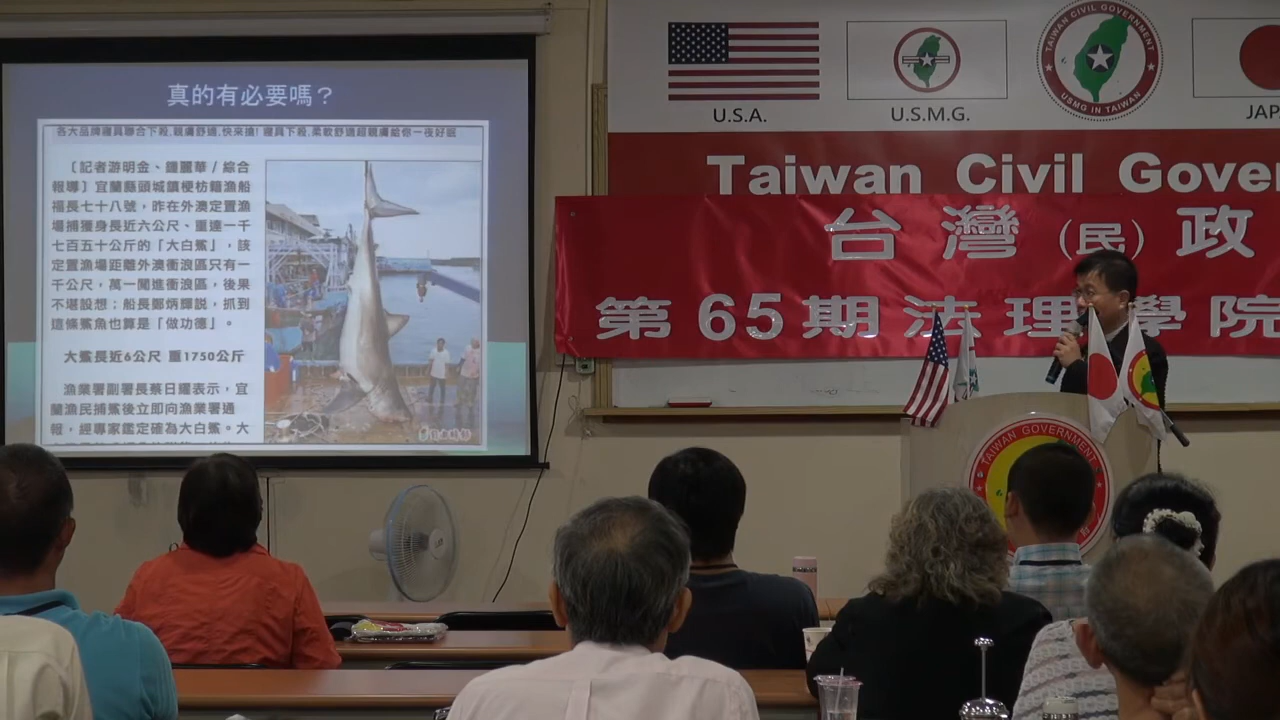 真的有必要嗎？
各大品牌寢具聯合下殺,親膚舒適,快來搶! 寢具下殺,柔軟舒適超親膚給你一夜好眠
〔記者游明金、鍾麗華／綜合
報導〕宜蘭縣頭城鎮梗枋籍漁船
福長七十八號，昨在外澳定置漁
場捕獲身長近六公尺、重達一千
七百五十公斤的「大白鯊」，該
定置漁場距離外澳衝浪區只有一
千公尺，萬一闖進衝浪區，後果
不堪設想；船長鄭炳輝說，抓到
這條鯊魚也算是「做功德」。
大鯊長近6公尺 重1750公斤
漁業署副署長蔡日耀表示，宜
蘭漁民捕鯊後立即向漁業署通
報，經專家鑑定確為大白鯊。大
U.S.A.
U.S.M.G.
TAIWAN CIVIL GOVERNMENT
USMG IN TAIWAN
JAP
Taiwan Civil Gover
台灣（民）政
第65期法理學院
TAIWAN GOVERNMENT